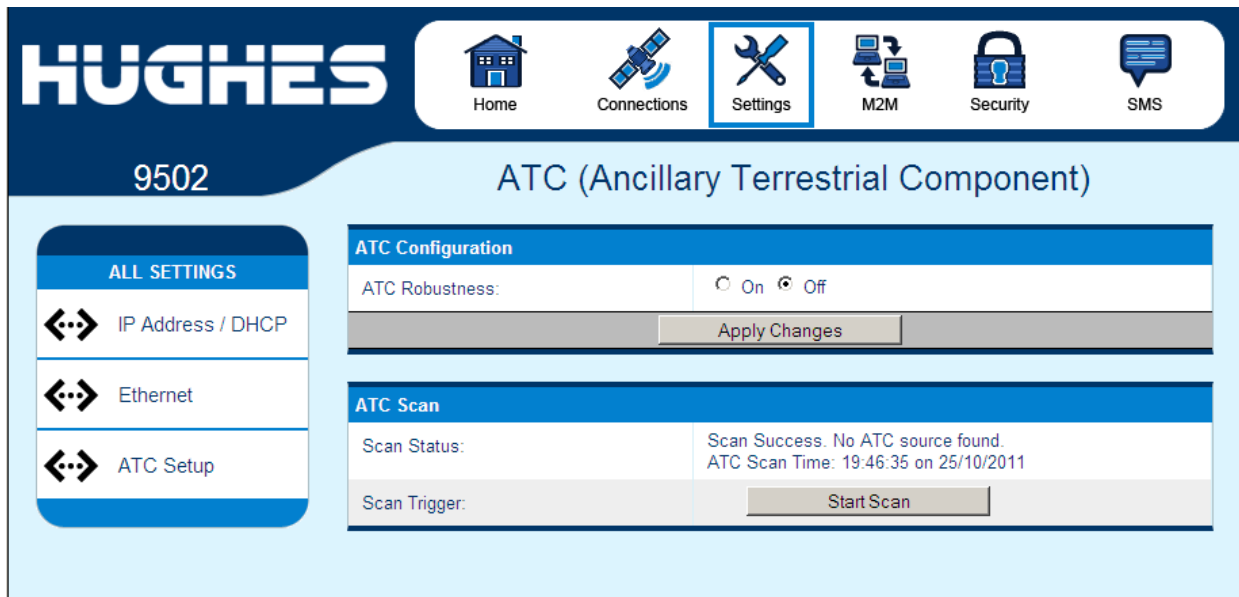 HUGHES
Home
Connections
Settings
M2M
Security
SMS
9502
ATC (Ancillary Terrestrial Component)
ALL SETTINGS
IP Address / DHCP
Ethernet
ATC Setup
ATC Configuration
ATC Robustness: On Off
Apply Changes
ATC Scan
Scan Status: Scan Success. No ATC source found.
ATC Scan Time: 19:46:35 on 25/10/2011
Scan Trigger: Start Scan